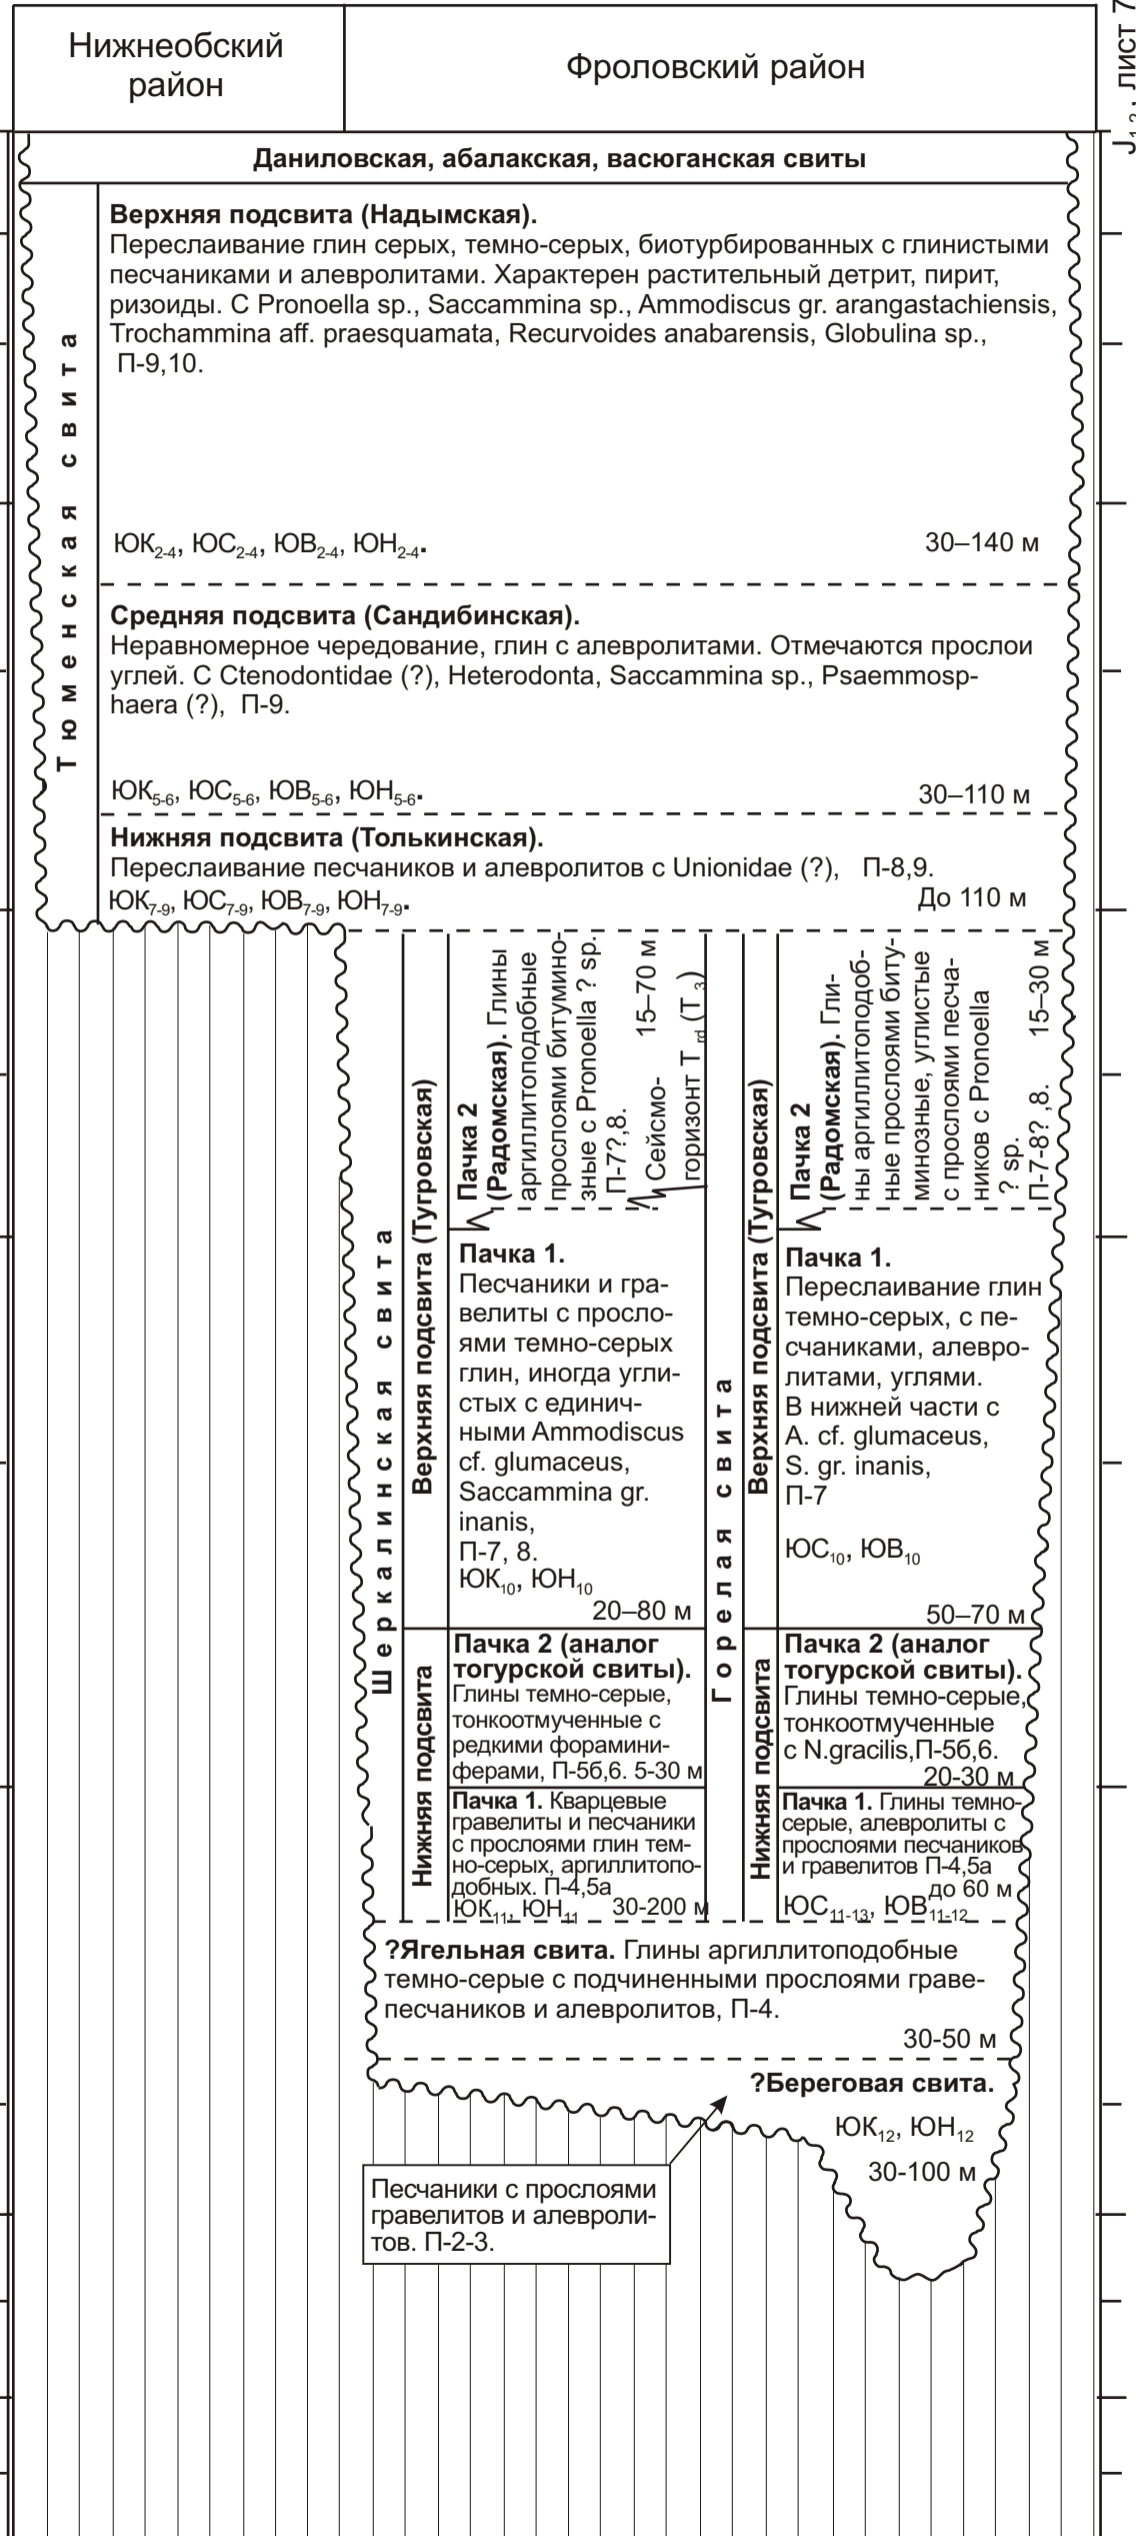 Нижнеобский
район
Фроловский район
J₁₋₂, лист 7
Даниловская, абалакская, васюганская свиты
Тюменская свита
Верхняя подсвита (Надымская).
Переслаивание глин серых, темно-серых, биотурбированных с глинистыми
песчаниками и алевролитами. Характерен растительный детрит, пирит,
ризоиды. С Pronoella sp., Saccammina sp., Ammodiscus gr. arangastachiensis,
Trochammina aff. praesquamata, Recurvoides anabarensis, Globulina sp.,
П-9,10.
ЮК₂₋₄, ЮС₂₋₄, ЮВ₂₋₄, ЮН₂₋₄.
30–140 м
Средняя подсвита (Сандибинская).
Неравномерное чередование, глин с алевролитами. Отмечаются прослои
углей. С Ctenodontidae (?), Heterodonta, Saccammina sp., Psaemmosp-
haera (?), П-9.
ЮК₅₋₆, ЮС₅₋₆, ЮВ₅₋₆, ЮН₅₋₆.
30–110 м
Нижняя подсвита (Толькинская).
Переслаивание песчаников и алевролитов с Unionidae (?), П-8,9.
ЮК₇₋₉, ЮС₇₋₉, ЮВ₇₋₉, ЮН₇₋₉.
До 110 м
Шеркалинская свита
Верхняя подсвита (Тугровская)
Пачка 2
(Радомская). Глины
аргиллитоподобные
прослоями битумино-
зные с Pronoella ? sp.
П-7?,8.
15–70 м
Сейсмо-
горизонт T rd (T 3)
Пачка 1.
Песчаники и гра-
велиты с просло-
ями темно-серых
глин, иногда угли-
стых с единич-
ными Ammodiscus
cf. glumaceus,
Saccammina gr.
inanis,
П-7, 8.
ЮК₁₀, ЮН₁₀
20–80 м
Нижняя подсвита
Пачка 2 (аналог
тогурской свиты).
Глины темно-серые,
тонкоотмученные с
редкими форамини-
ферами, П-5б,6. 5-30 м
Пачка 1. Кварцевые
гравелиты и песчаники
с прослоями глин тем-
но-серых, аргиллитопо-
добных. П-4,5а
ЮК₁₁, ЮН₁₁ 30-200 м
Горелая свита
Верхняя подсвита (Тугровская)
Пачка 2
(Радомская). Гли-
ны аргиллитоподоб-
ные прослоями биту-
минозные, углистые
с прослоями песча-
ников с Pronoella
? sp.
П-7-8?,8.
15–30 м
Пачка 1.
Переслаивание глин
темно-серых, с пе-
счаниками, алевро-
литами, углями.
В нижней части с
A. cf. glumaceus,
S. gr. inanis,
П-7
ЮС₁₀, ЮВ₁₀
50–70 м
Нижняя подсвита
Пачка 2 (аналог
тогурской свиты).
Глины темно-серые,
тонкоотмученные
с N.gracilis,П-5б,6.
20-30 м
Пачка 1. Глины темно-
серые, алевролиты с
прослоями песчаников
и гравелитов П-4,5а
до 60 м
ЮС₁₁₋₁₃, ЮВ₁₁₋₁₂
?Ягельная свита. Глины аргиллитоподобные
темно-серые с подчиненными прослоями граве-
песчаников и алевролитов, П-4.
30-50 м
?Береговая свита.
ЮК₁₂, ЮН₁₂
30-100 м
Песчаники с прослоями
гравелитов и алевроли-
тов. П-2-3.